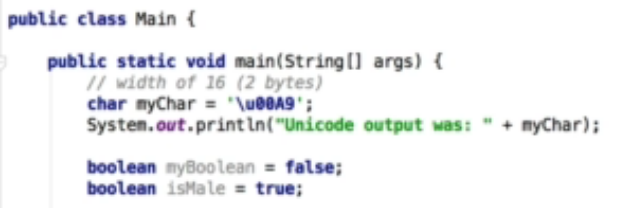 public class Main {
public static void main(String[] args) {
// width of 16 (2 bytes)
char myChar = '\u00A9';
System.out.println("Unicode output was: " + myChar);
boolean myBoolean = false;
boolean isMale = true;